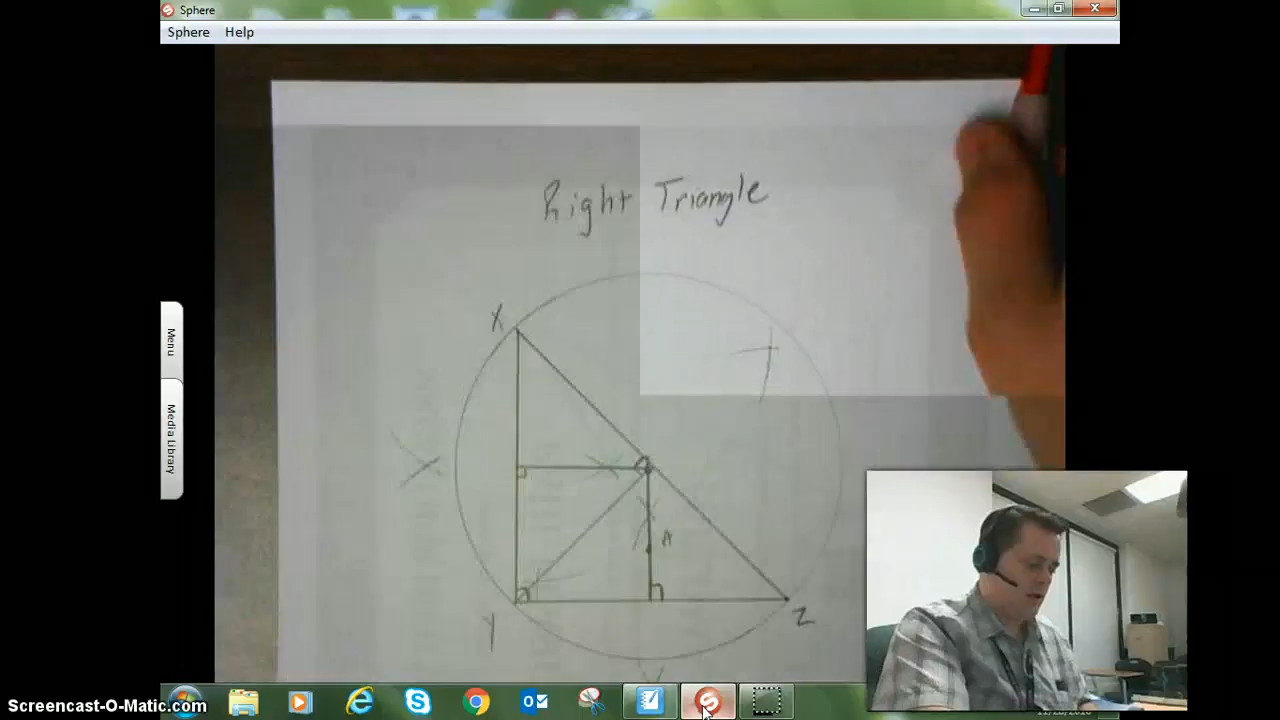 Sphere
Sphere Help
Right Triangle
X
Menu
Media Library
A
Y
Z
Screencast-O-Matic.com